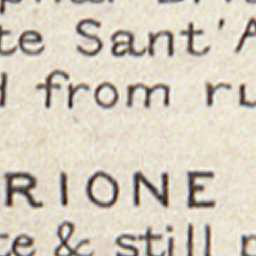 te Sant'A
d from ru
RIONE
te & still p